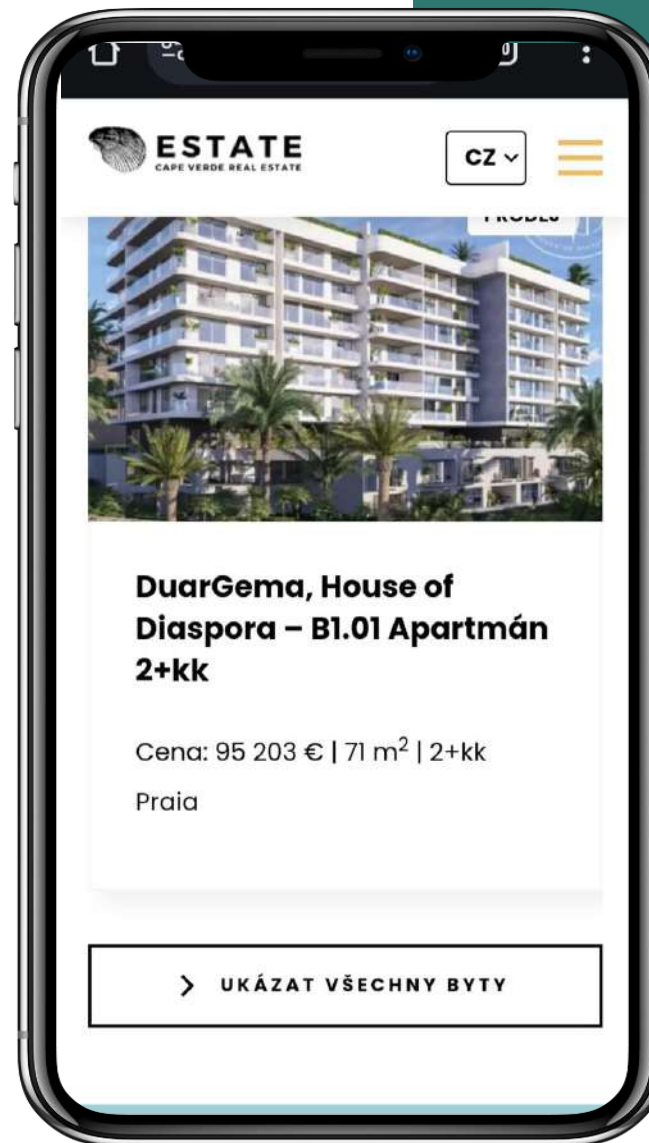 ESTATE
CAPE VERDE REAL ESTATE
CZ
PRODEJ
DuarGema, House of
Diaspora – B1.01 Apartmán
2+kk
Cena: 95 203 € | 71 m² | 2+kk
Praia
UKÁZAT VŠECHNY BYTY